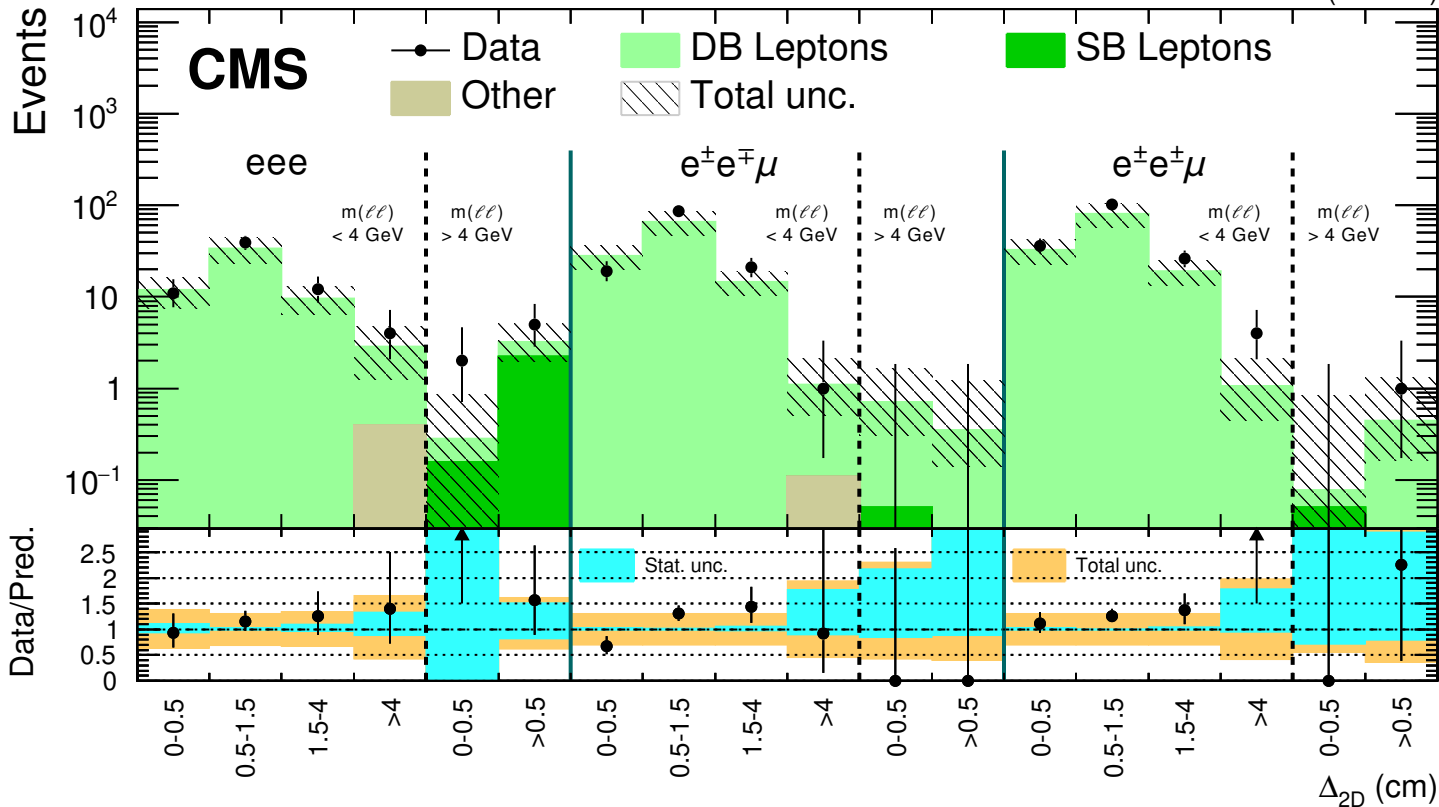 Events
10⁴
10³
10²
10
1
10⁻¹
CMS
Data
DB Leptons
SB Leptons
Other
Total unc.
eee
e±e∓μ
e±e±μ
m(ℓℓ)
< 4 GeV
m(ℓℓ)
> 4 GeV
m(ℓℓ)
< 4 GeV
m(ℓℓ)
> 4 GeV
m(ℓℓ)
< 4 GeV
m(ℓℓ)
> 4 GeV
Data/Pred.
2.5
2
1.5
1
0.5
0
Stat. unc.
Total unc.
0-0.5
0.5-1.5
1.5-4
>4
0-0.5
>0.5
0-0.5
0.5-1.5
1.5-4
>4
0-0.5
>0.5
0-0.5
0.5-1.5
1.5-4
>4
0-0.5
>0.5
Δ₂D (cm)